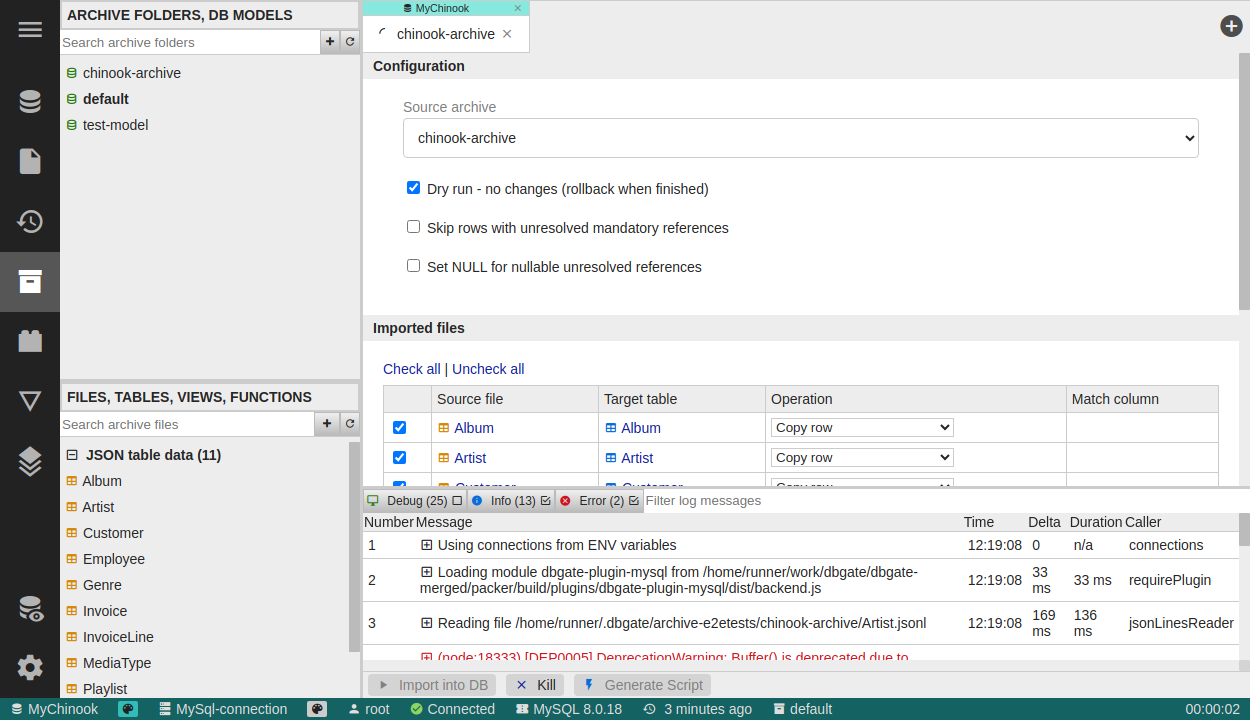 ARCHIVE FOLDERS, DB MODELS
Search archive folders
chinook-archive
default
test-model
FILES, TABLES, VIEWS, FUNCTIONS
Search archive files
JSON table data (11)
Album
Artist
Customer
Employee
Genre
Invoice
InvoiceLine
MediaType
Playlist
MyChinook
chinook-archive
Configuration
Source archive
chinook-archive
Dry run - no changes (rollback when finished)
Skip rows with unresolved mandatory references
Set NULL for nullable unresolved references
Imported files
Check all | Uncheck all
Source file Target table Operation Match column
Album Album Copy row
Artist Artist Copy row
Customer Customer Copy row
Debug (25) Info (13) Error (2) Filter log messages
Number Message Time Delta Duration Caller
1 Using connections from ENV variables 12:19:08 0 n/a connections
2 Loading module dbgate-plugin-mysql from /home/runner/work/dbgate/dbgate-
merged/packer/build/plugins/dbgate-plugin-mysql/dist/backend.js 12:19:08 33 ms 33 ms requirePlugin
3 Reading file /home/runner/.dbgate/archive-e2etests/chinook-archive/Artist.jsonl 12:19:08 169 ms 136 ms jsonLinesReader
(node:18333) [DEP0005] DeprecationWarning: Buffer() is deprecated due to
Import into DB Kill Generate Script
MyChinook MySql-connection root Connected MySQL 8.0.18 3 minutes ago default 00:00:02